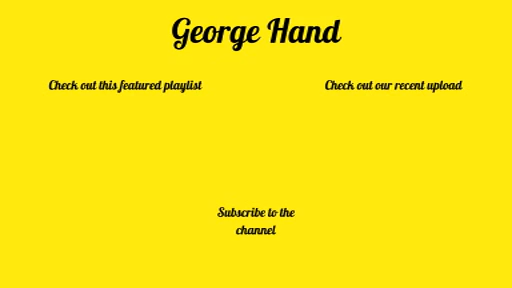 George Hand
Check out this featured playlist
Check out our recent upload
Subscribe to the
channel